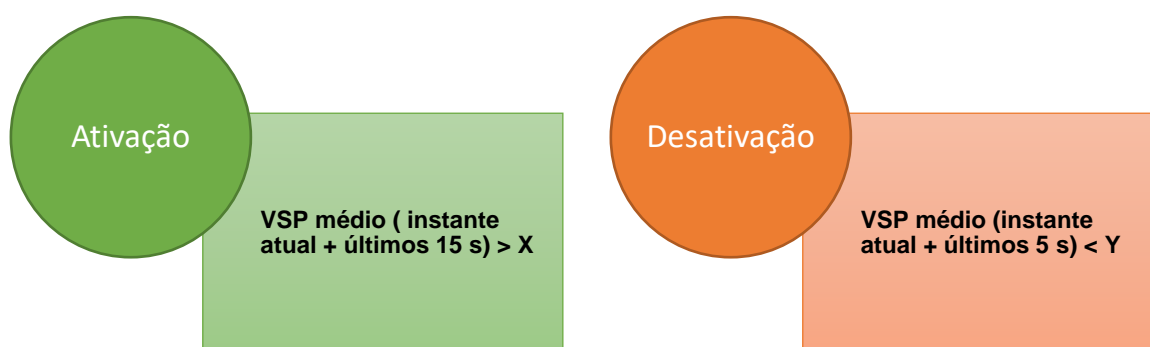 Ativação
VSP médio ( instante
atual + últimos 15 s) > X
Desativação
VSP médio (instante
atual + últimos 5 s) < Y